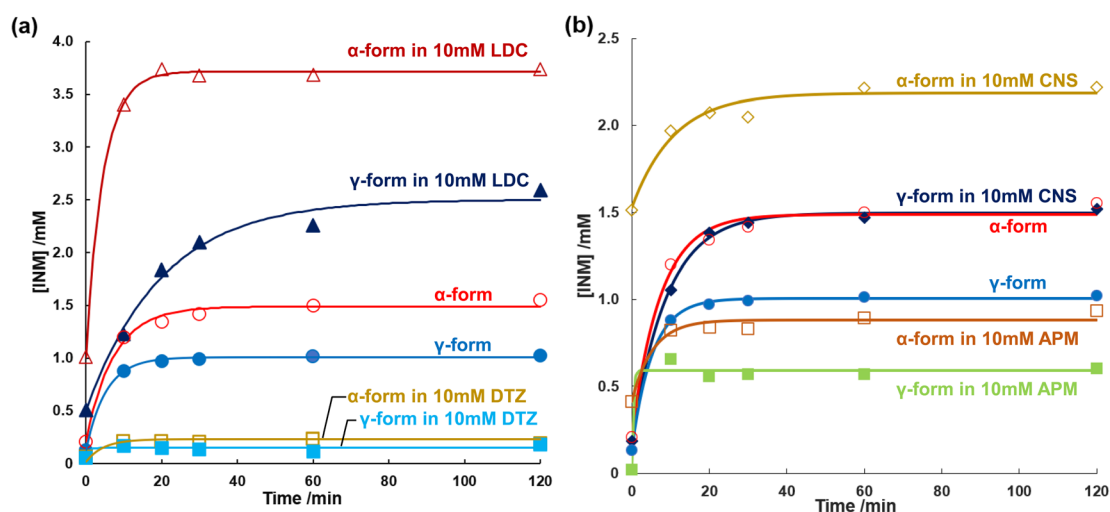 (a)
4.0
3.5
3.0
2.5
2.0
1.5
1.0
0.5
0
[INM] /mM
α-form in 10mM LDC
γ-form in 10mM LDC
α-form
γ-form
α-form in 10mM DTZ
γ-form in 10mM DTZ
0 20 40 60 80 100 120
Time /min
(b)
2.5
2.0
1.5
1.0
0.5
0
[INM] /mM
α-form in 10mM CNS
γ-form in 10mM CNS
α-form
γ-form
α-form in 10mM APM
γ-form in 10mM APM
0 20 40 60 80 100 120
Time /min